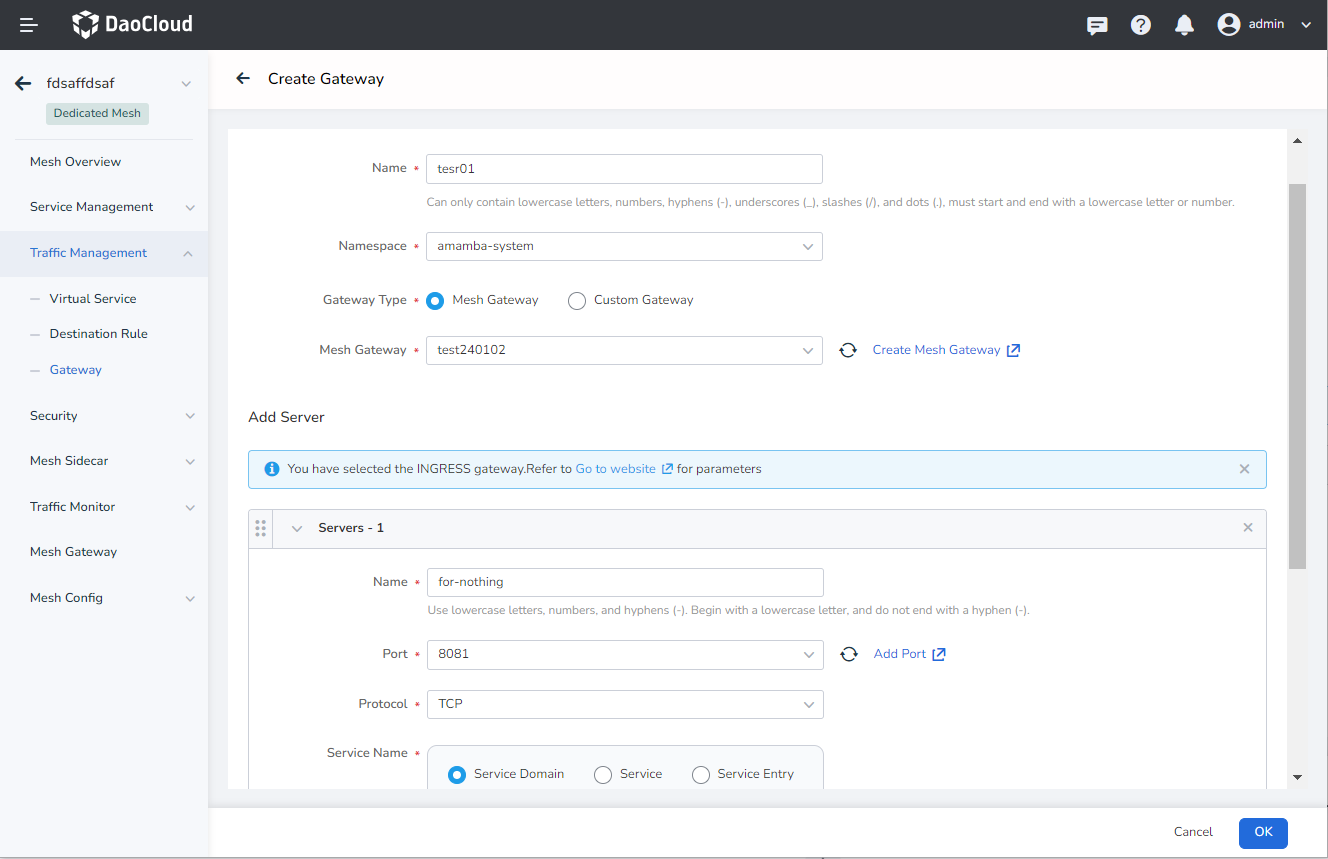 DaoCloud
admin
fdsaffdsaf
Dedicated Mesh
Mesh Overview
Service Management
Traffic Management
Virtual Service
Destination Rule
Gateway
Security
Mesh Sidecar
Traffic Monitor
Mesh Gateway
Mesh Config
Create Gateway
Name * tesr01
Can only contain lowercase letters, numbers, hyphens (-), underscores (_), slashes (/), and dots (.), must start and end with a lowercase letter or number.
Namespace * amamba-system
Gateway Type * Mesh Gateway Custom Gateway
Mesh Gateway * test240102 Create Mesh Gateway
Add Server
You have selected the INGRESS gateway.Refer to Go to website for parameters
Servers - 1
Name * for-nothing
Use lowercase letters, numbers, and hyphens (-). Begin with a lowercase letter, and do not end with a hyphen (-).
Port * 8081 Add Port
Protocol * TCP
Service Name *
Service Domain Service Service Entry
Cancel OK